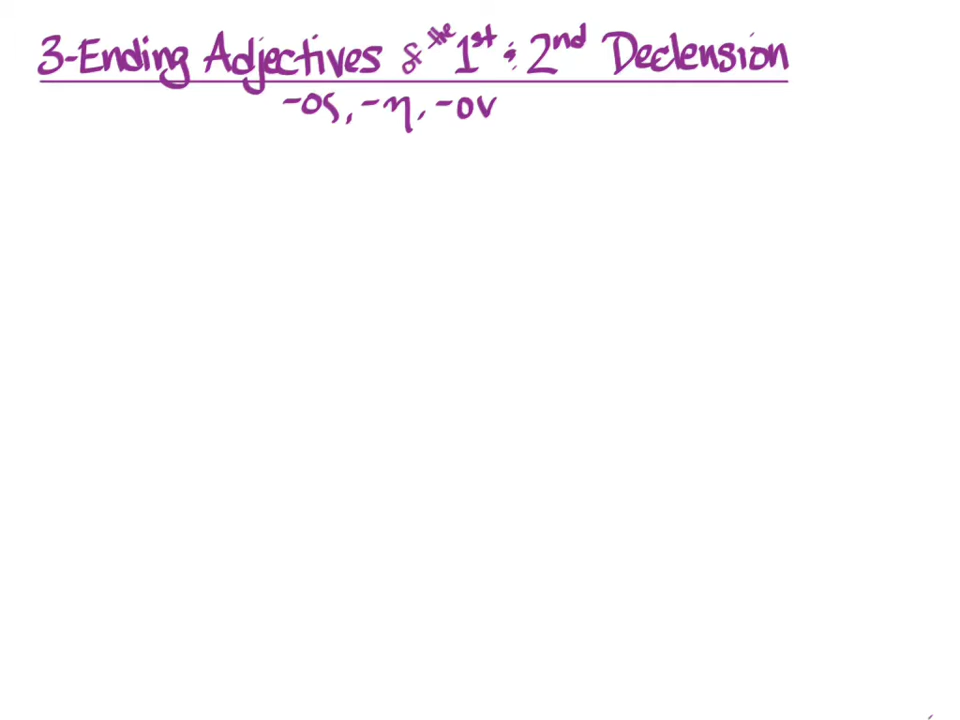 3-Ending Adjectives & the 1st & 2nd Declension
-ος, -η, -ον